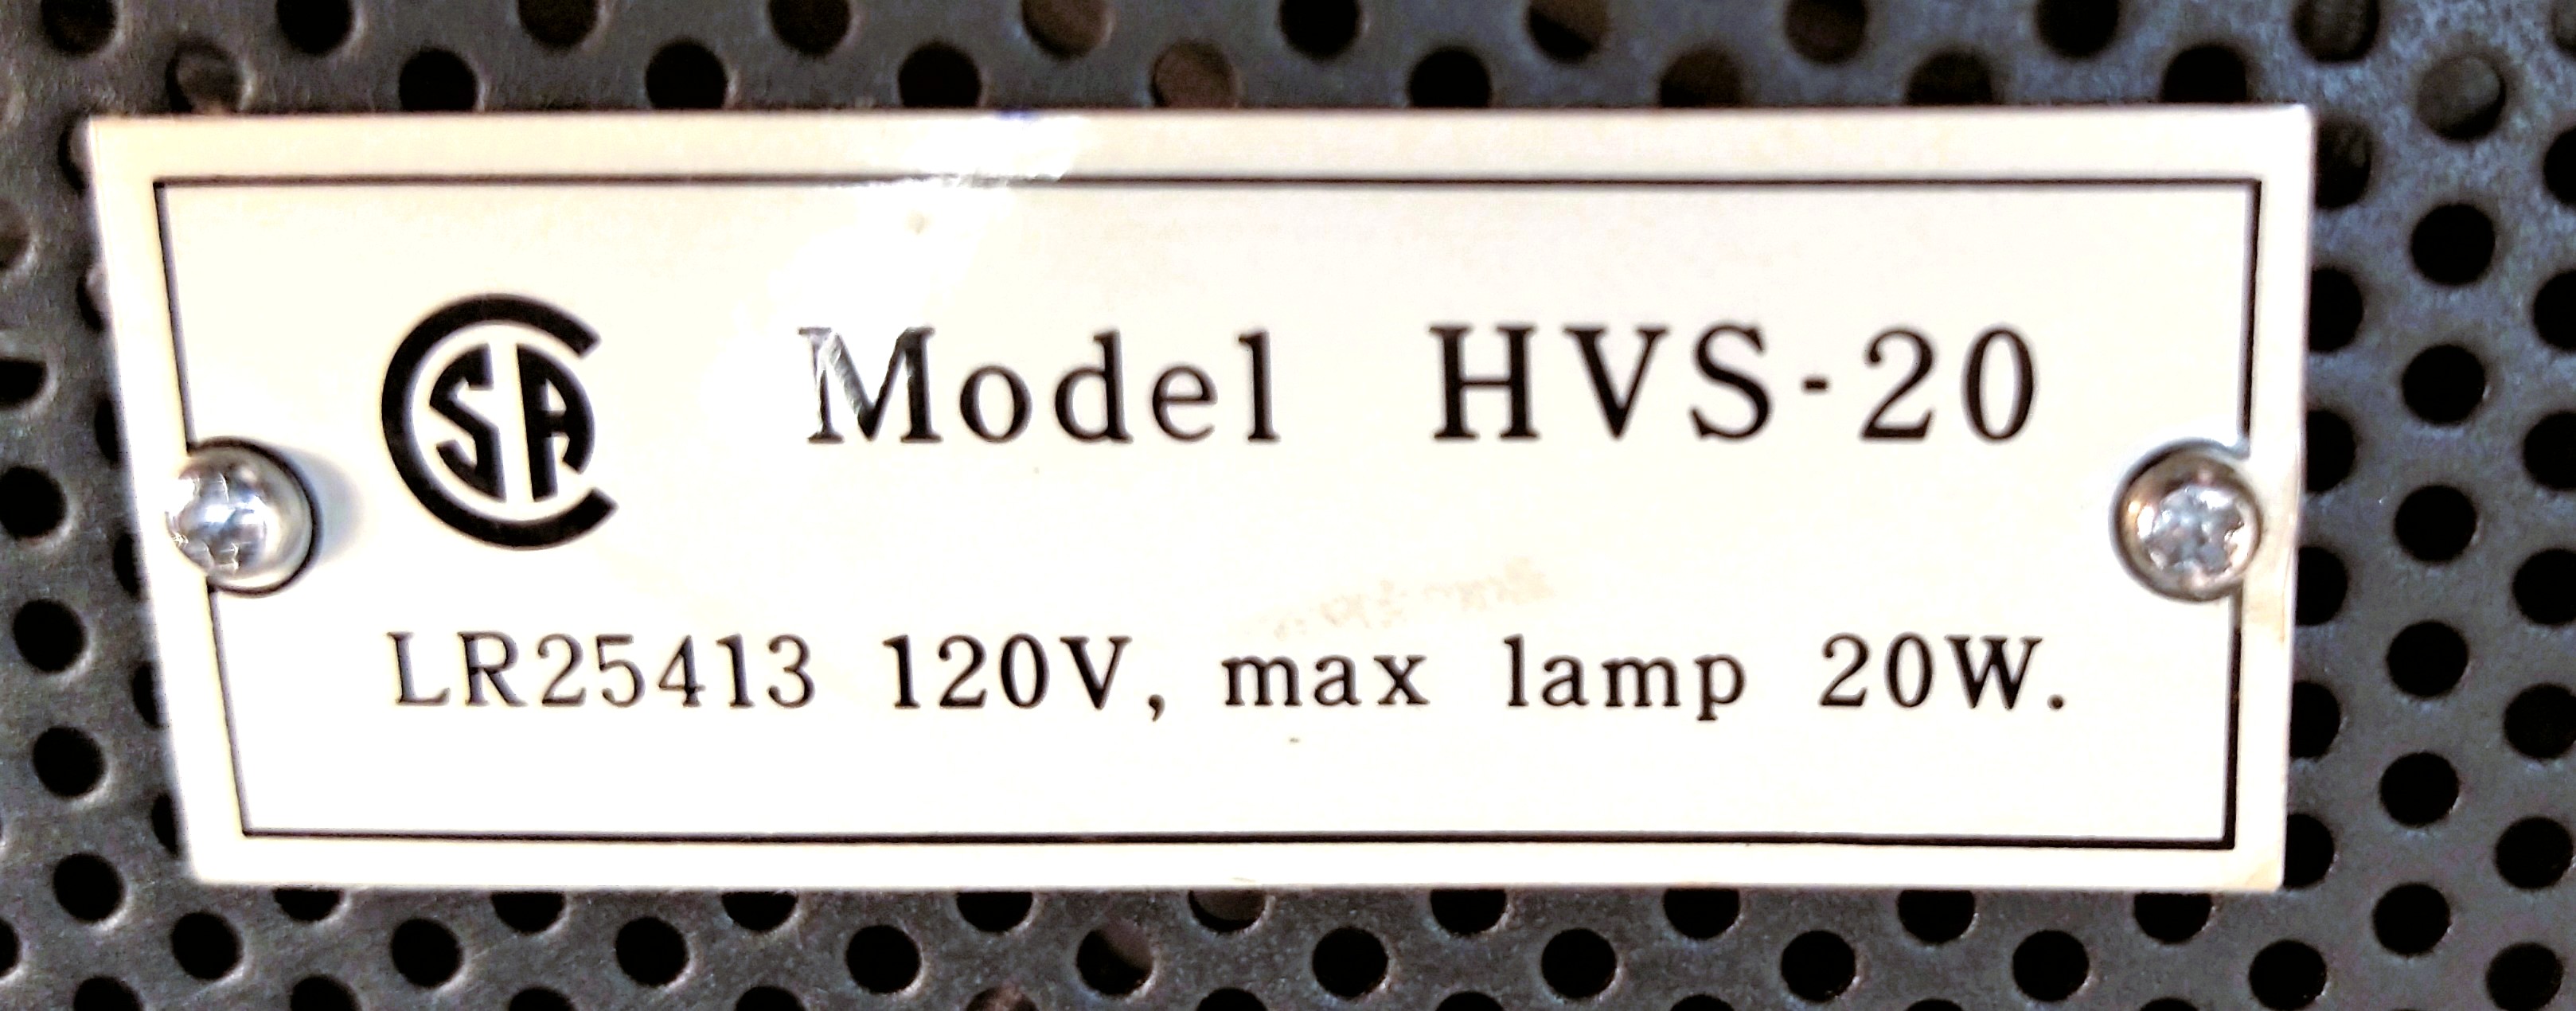 CSA Model HVS-20
LR25413 120V, max lamp 20W.